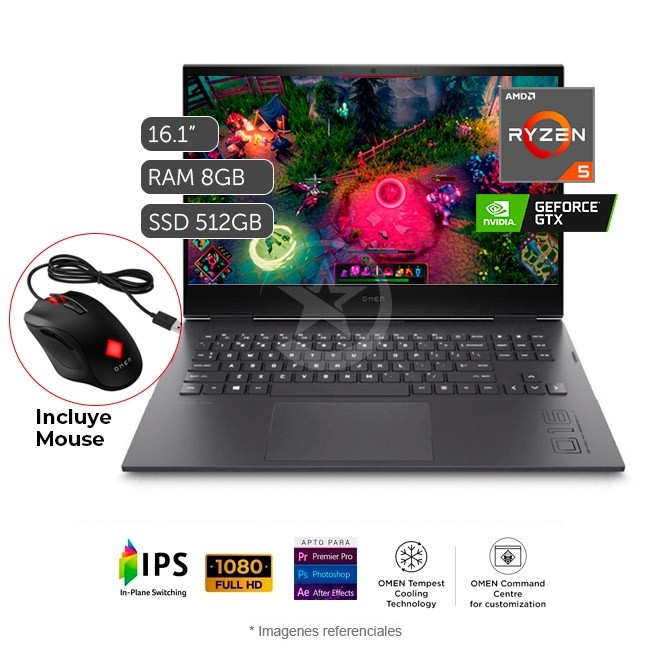 16.1”
RAM 8GB
SSD 512GB
AMD
RYZEN
5
NVIDIA.
GEFORCE
GTX
OMEN
OMEN
Incluye
Mouse
16
IPS
In-Plane Switching
1080
FULL HD
APTO PARA
Pr Premier Pro
Ps Photoshop
Ae After Effects
OMEN Tempest
Cooling
Technology
OMEN Command
Centre
for customization
* Imagenes referenciales